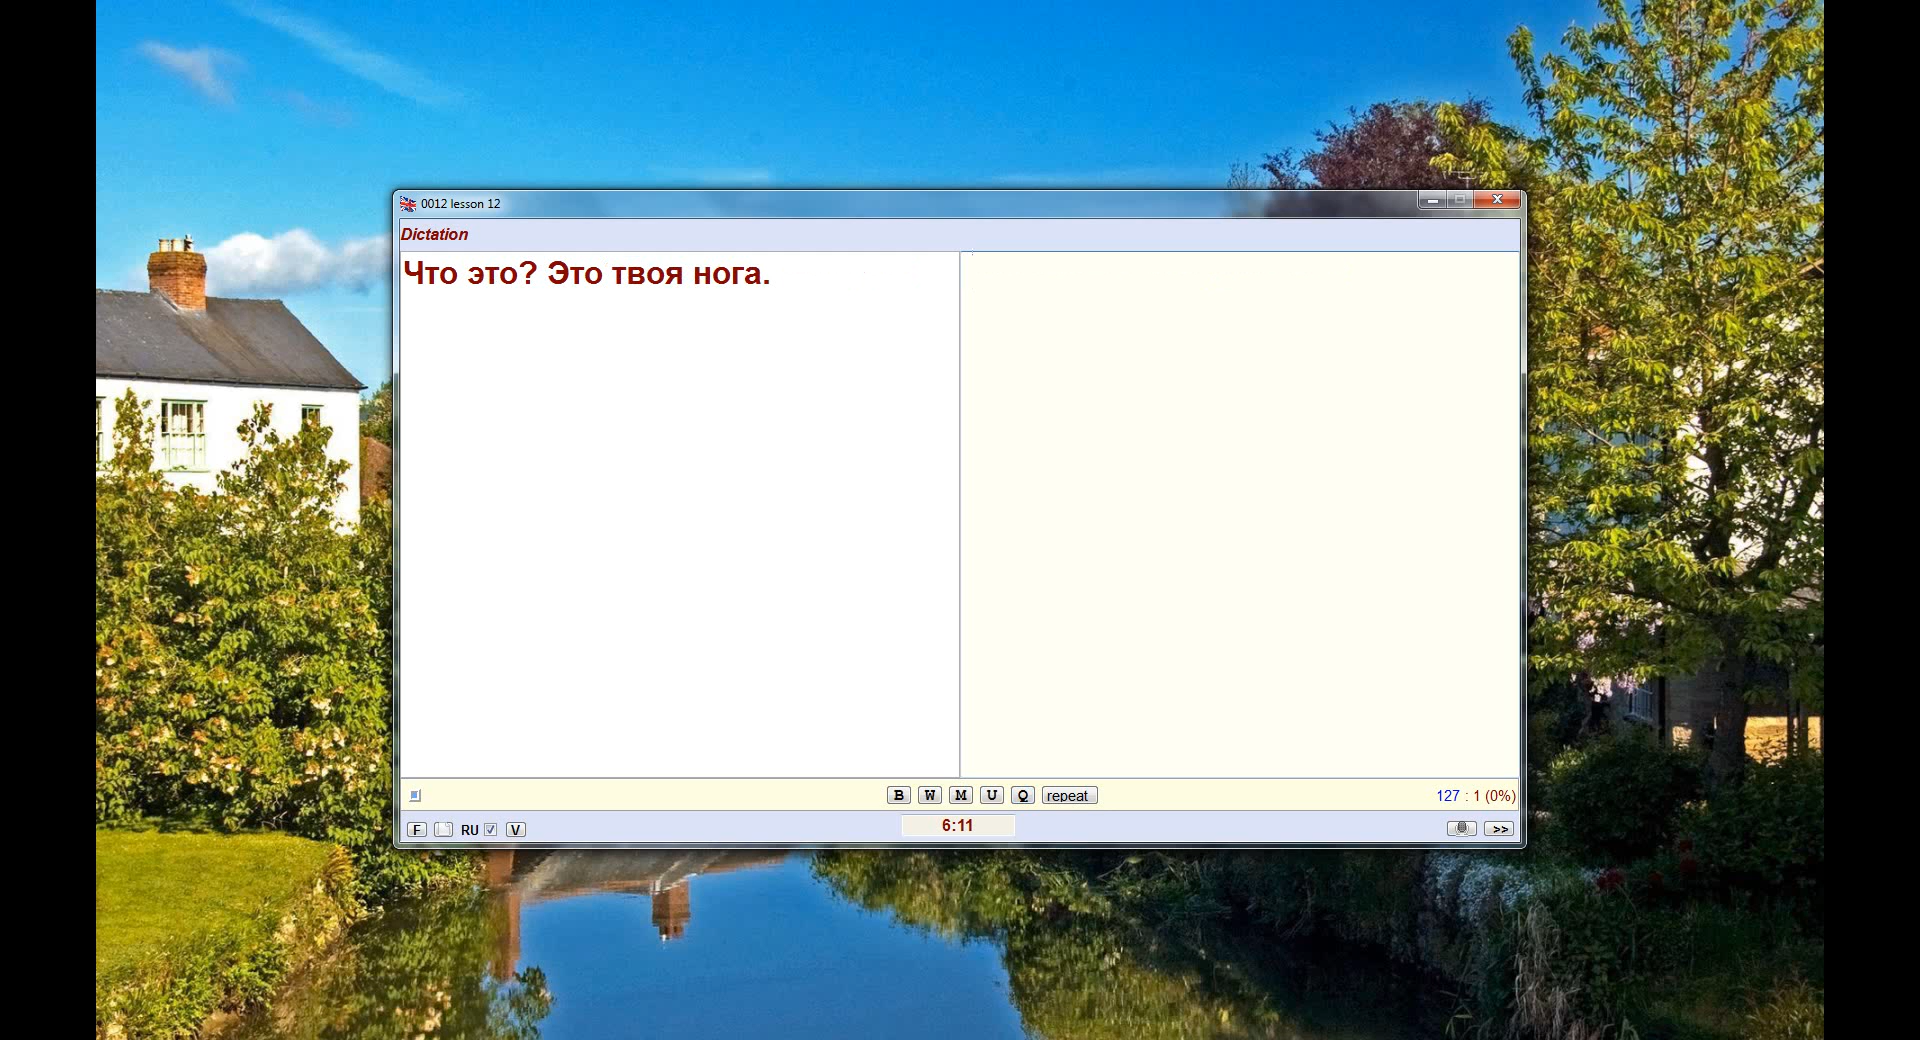 0012 lesson 12
Dictation
Что это? Это твоя нога.
B W M U Q repeat
127 : 1 (0%)
F RU V
6:11
>>